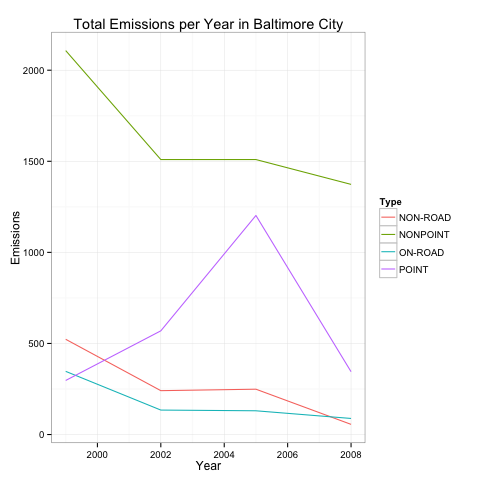 Total Emissions per Year in Baltimore City
2000
1500
1000
500
0
Emissions
2000 2002 2004 2006 2008
Year
Type
NON-ROAD
NONPOINT
ON-ROAD
POINT